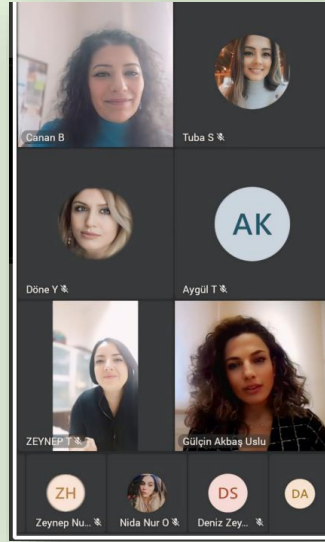 Canan B
Tuba S
Döne Y
AK
Aygül T
ZEYNEP T
Gülçin Akbaş Uslu
ZH
Zeynep Nu...
Nida Nur O
DS
Deniz Zey...
DA